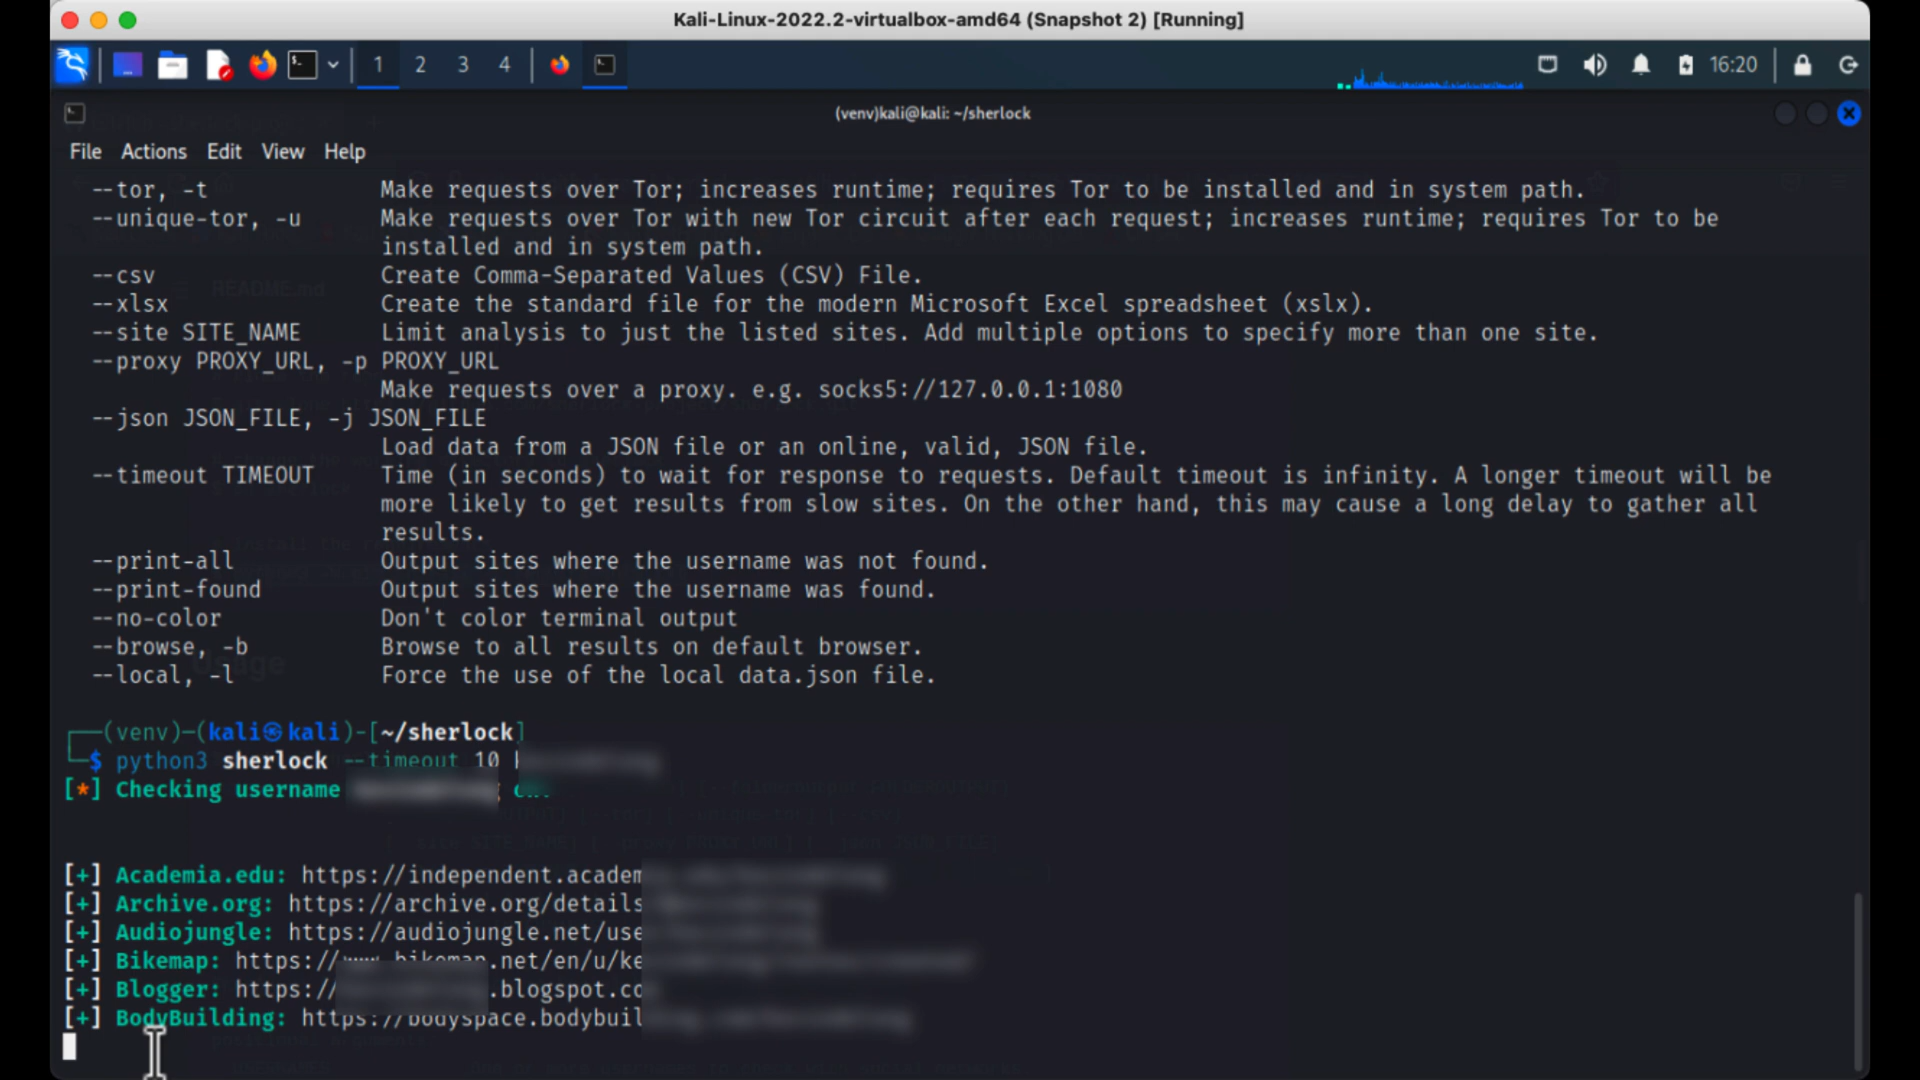 Kali-Linux-2022.2-virtualbox-amd64 (Snapshot 2) [Running]
1 2 3 4 16:20
(venv)kali@kali: ~/sherlock
File Actions Edit View Help
--tor, -t Make requests over Tor; increases runtime; requires Tor to be installed and in system path.
--unique-tor, -u Make requests over Tor with new Tor circuit after each request; increases runtime; requires Tor to be
installed and in system path.
--csv Create Comma-Separated Values (CSV) File.
--xlsx Create the standard file for the modern Microsoft Excel spreadsheet (xslx).
--site SITE_NAME Limit analysis to just the listed sites. Add multiple options to specify more than one site.
--proxy PROXY_URL, -p PROXY_URL
Make requests over a proxy. e.g. socks5://127.0.0.1:1080
--json JSON_FILE, -j JSON_FILE
Load data from a JSON file or an online, valid, JSON file.
--timeout TIMEOUT Time (in seconds) to wait for response to requests. Default timeout is infinity. A longer timeout will be
more likely to get results from slow sites. On the other hand, this may cause a long delay to gather all
results.
--print-all Output sites where the username was not found.
--print-found Output sites where the username was found.
--no-color Don't color terminal output
--browse, -b Browse to all results on default browser.
--local, -l Force the use of the local data.json file.
(venv)-(kali㉿kali)-[~/sherlock]
$ python3 sherlock --timeout 10
[*] Checking username
[+] Academia.edu: https://independent.academ
[+] Archive.org: https://archive.org/details
[+] Audiojungle: https://audiojungle.net/use
[+] Bikemap: https://www.bikemap.net/en/u/ke
[+] Blogger: https:// .blogspot.co
[+] BodyBuilding: https://bodyspace.bodybuil